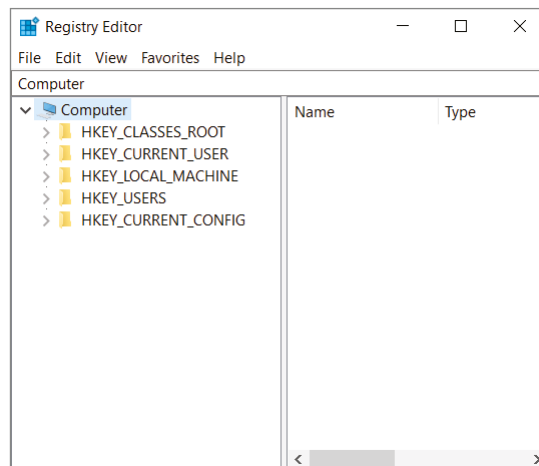 Registry Editor
File Edit View Favorites Help
Computer
Computer
HKEY_CLASSES_ROOT
HKEY_CURRENT_USER
HKEY_LOCAL_MACHINE
HKEY_USERS
HKEY_CURRENT_CONFIG
Name Type